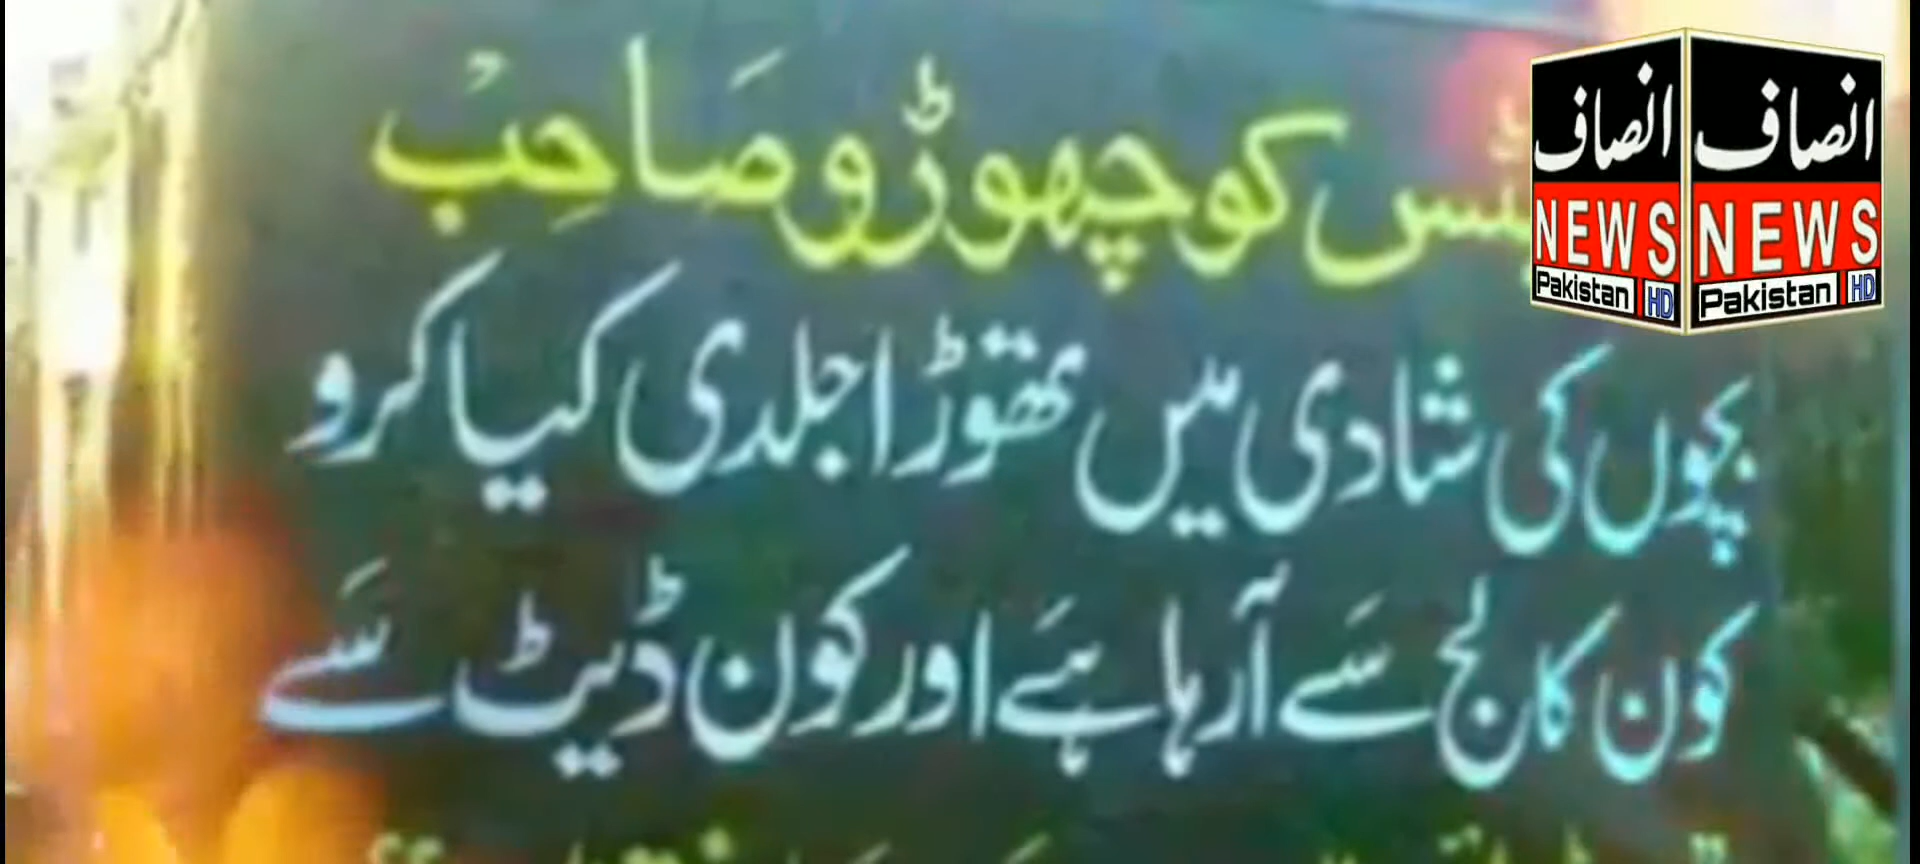 کو چھوڑو صاحب
بچوں کی شادی میں تھوڑا جلدی کیا کرو
کون کالج سے آرہا ہے اور کون ڈیٹ سے
انصاف
NEWS
Pakistan HD
انصاف
NEWS
Pakistan HD